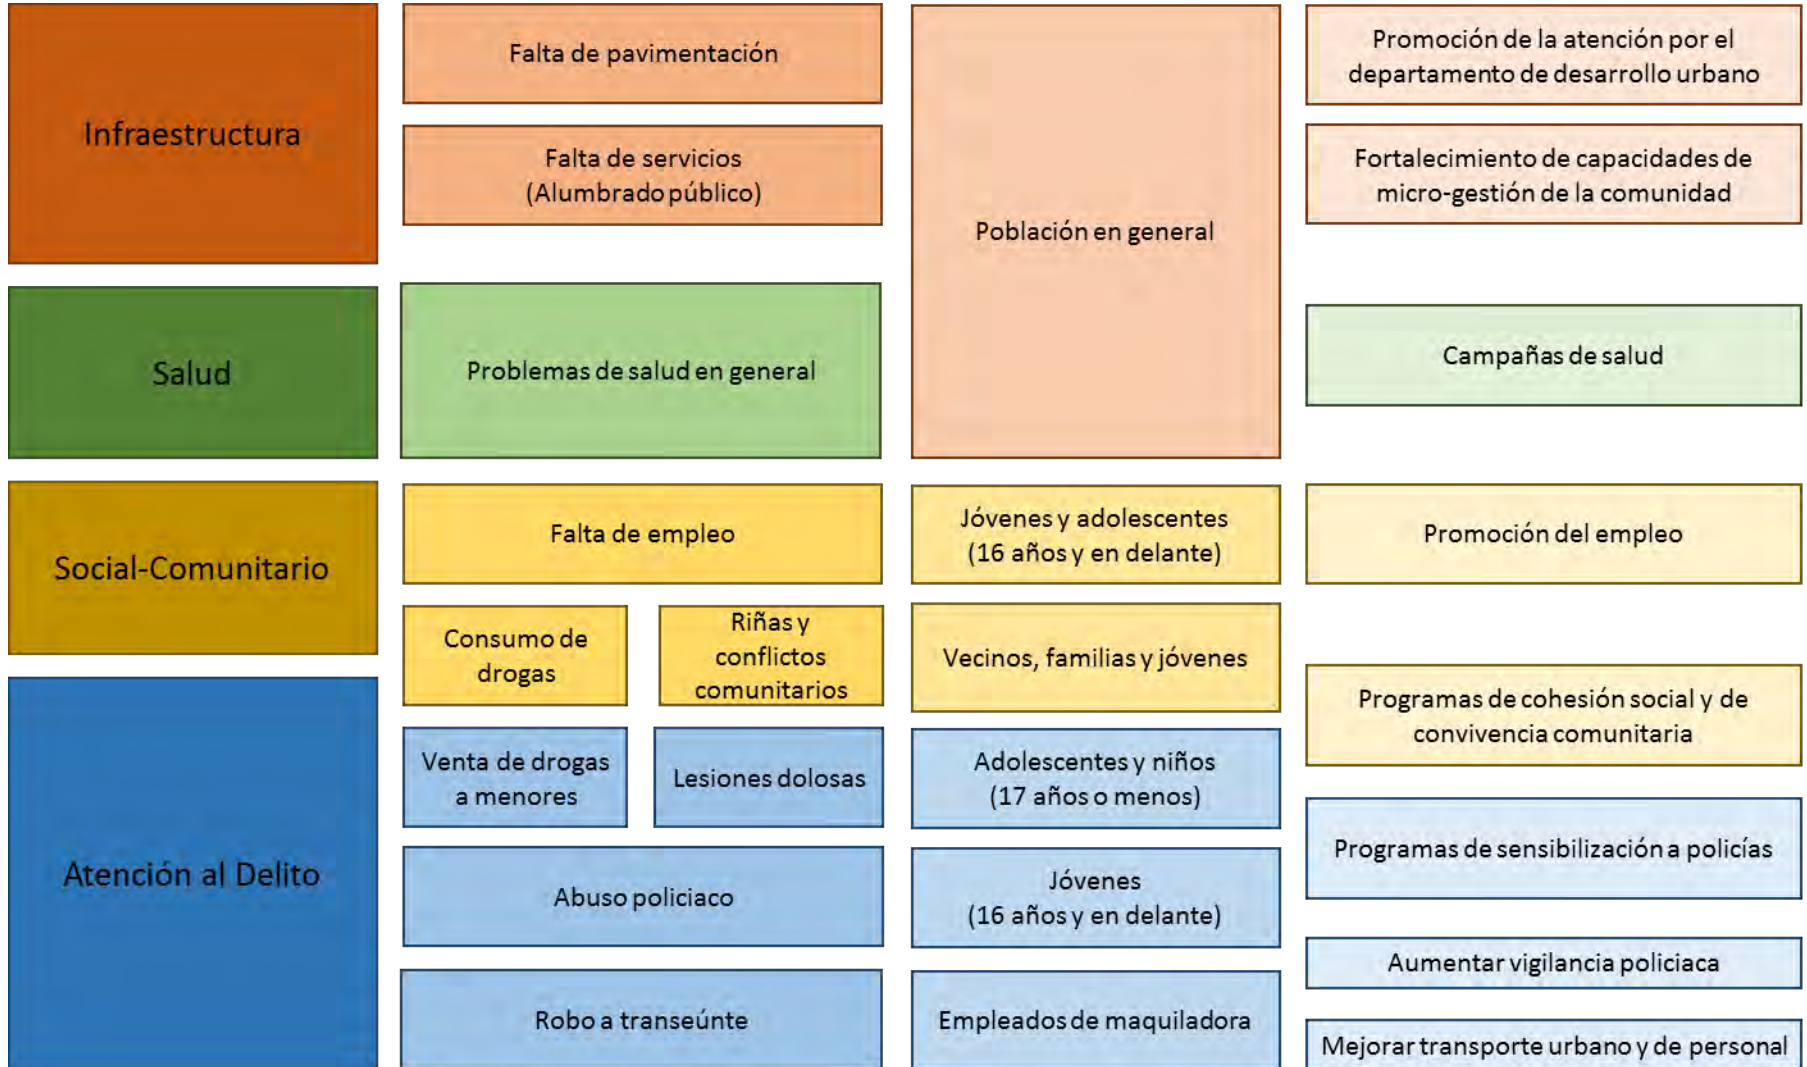 Infraestructura
Falta de pavimentación
Falta de servicios
(Alumbrado público)
Población en general
Promoción de la atención por el
departamento de desarrollo urbano
Fortalecimiento de capacidades de
micro-gestión de la comunidad
Salud
Problemas de salud en general
Campañas de salud
Social-Comunitario
Falta de empleo
Jóvenes y adolescentes
(16 años y en delante)
Promoción del empleo
Consumo de
drogas
Riñas y
conflictos
comunitarios
Vecinos, familias y jóvenes
Programas de cohesión social y de
convivencia comunitaria
Atención al Delito
Venta de drogas
a menores
Lesiones dolosas
Adolescentes y niños
(17 años o menos)
Programas de sensibilización a policías
Abuso policiaco
Jóvenes
(16 años y en delante)
Aumentar vigilancia policiaca
Robo a transeúnte
Empleados de maquiladora
Mejorar transporte urbano y de personal